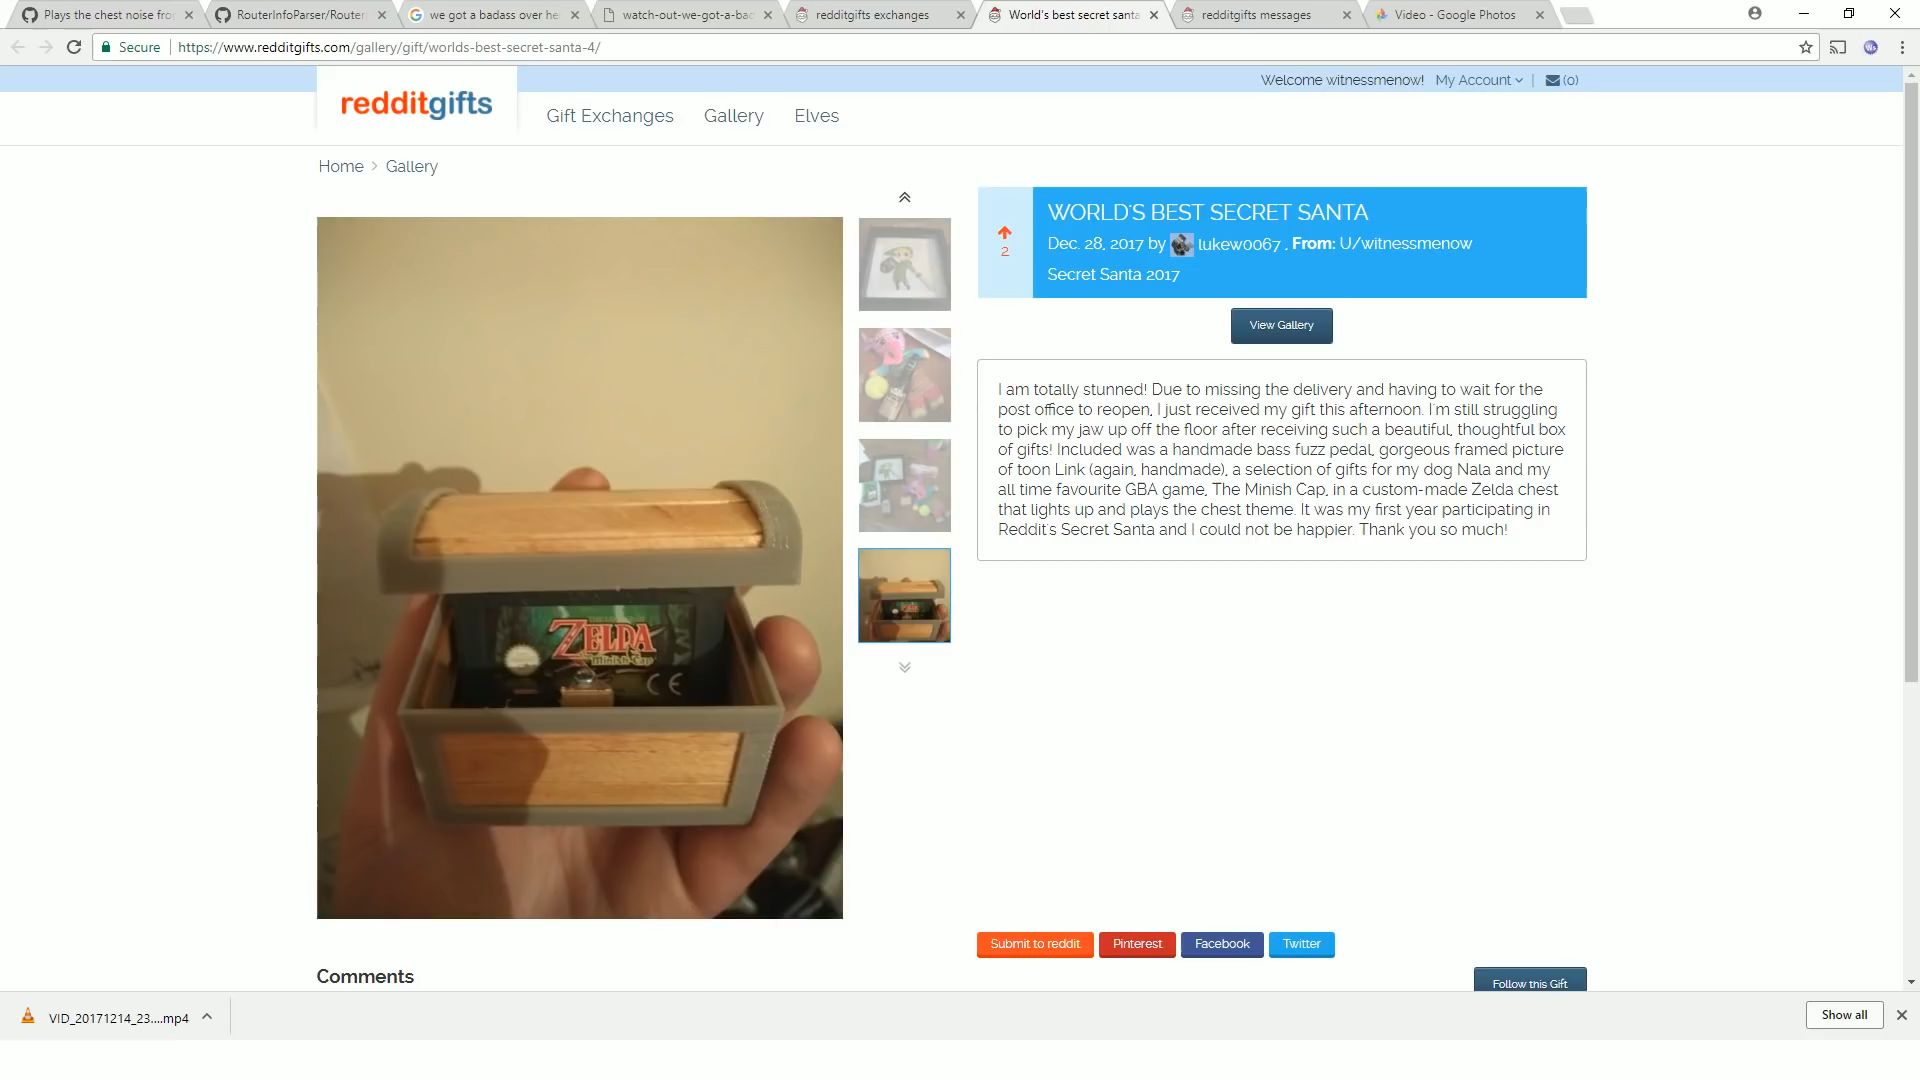 Plays the chest noise fro
RouterInfoParser/Router
we got a badass over he
watch-out-we-got-a-bac
redditgifts exchanges
World's best secret santa
redditgifts messages
Video - Google Photos
Secure
https://www.redditgifts.com/gallery/gift/worlds-best-secret-santa-4/
Welcome witnessmenow! My Account | (0)
redditgifts
Gift Exchanges Gallery Elves
Home > Gallery
2
WORLD'S BEST SECRET SANTA
Dec. 28, 2017 by lukew0067 . From: U/witnessmenow
Secret Santa 2017
View Gallery
I am totally stunned! Due to missing the delivery and having to wait for the
post office to reopen, I just received my gift this afternoon. I'm still struggling
to pick my jaw up off the floor after receiving such a beautiful, thoughtful box
of gifts! Included was a handmade bass fuzz pedal, gorgeous framed picture
of toon Link (again, handmade), a selection of gifts for my dog Nala and my
all time favourite GBA game, The Minish Cap, in a custom-made Zelda chest
that lights up and plays the chest theme. It was my first year participating in
Reddit's Secret Santa and I could not be happier. Thank you so much!
ZELDA
Minish Cap
CE
Submit to reddit Pinterest Facebook Twitter
Comments
Follow this Gift
VID_20171214_23....mp4
Show all